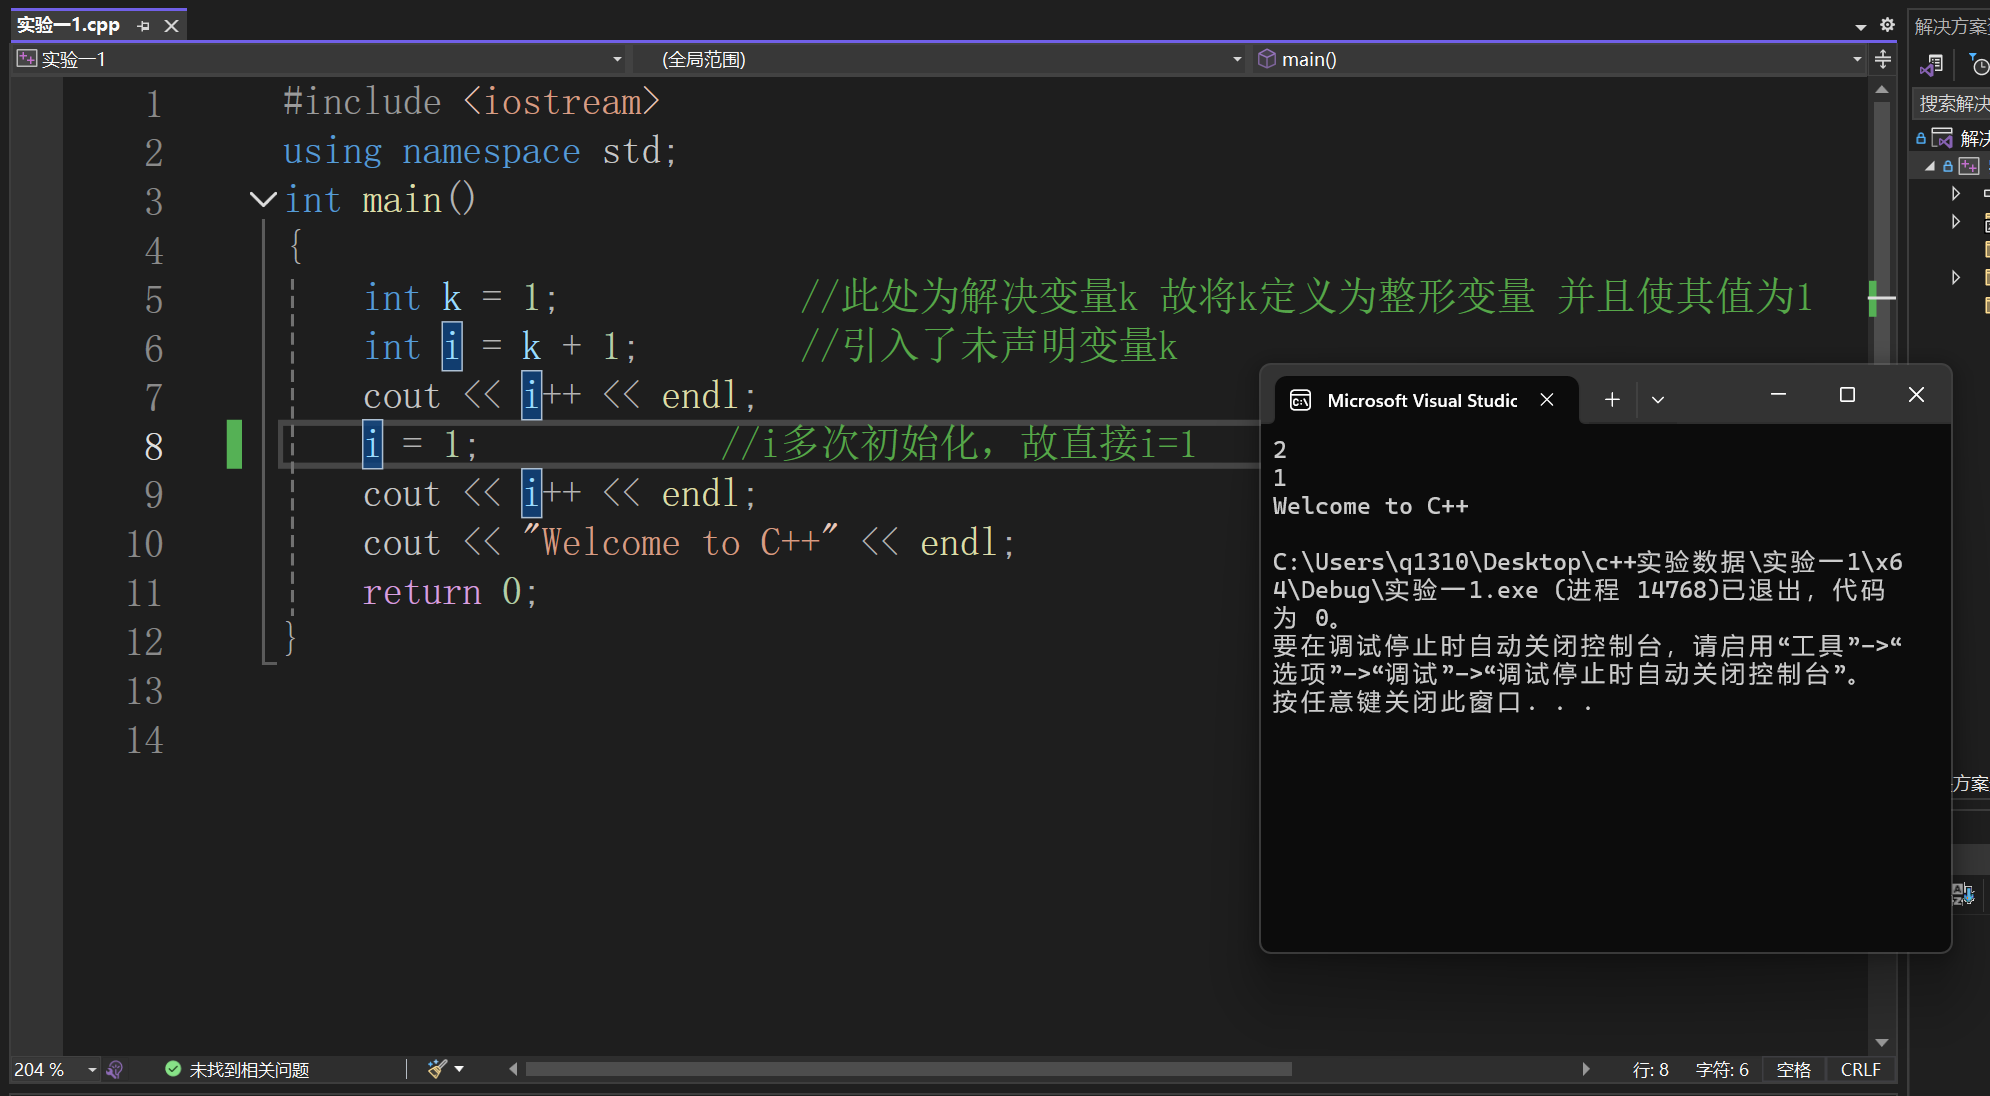 实验一1.cpp
实验一1
(全局范围)
main()
1 #include <iostream>
2 using namespace std;
3 int main()
4 {
5 int k = 1; //此处为解决变量k 故将k定义为整形变量 并且使其值为1
6 int i = k + 1; //引入了未声明变量k
7 cout << i++ << endl;
8 i = 1; //i多次初始化，故直接i=1
9 cout << i++ << endl;
10 cout << "Welcome to C++" << endl;
11 return 0;
12 }
13
14
Microsoft Visual Studic
2
1
Welcome to C++
C:\Users\q1310\Desktop\c++实验数据\实验一1\x6
4\Debug\实验一1.exe (进程 14768)已退出，代码
为 0。
要在调试停止时自动关闭控制台，请启用“工具”->“
选项”->“调试”->“调试停止时自动关闭控制台”。
按任意键关闭此窗口. . .
解决方案
搜索解决
解决
方案
204 %
未找到相关问题
行: 8
字符: 6
空格
CRLF